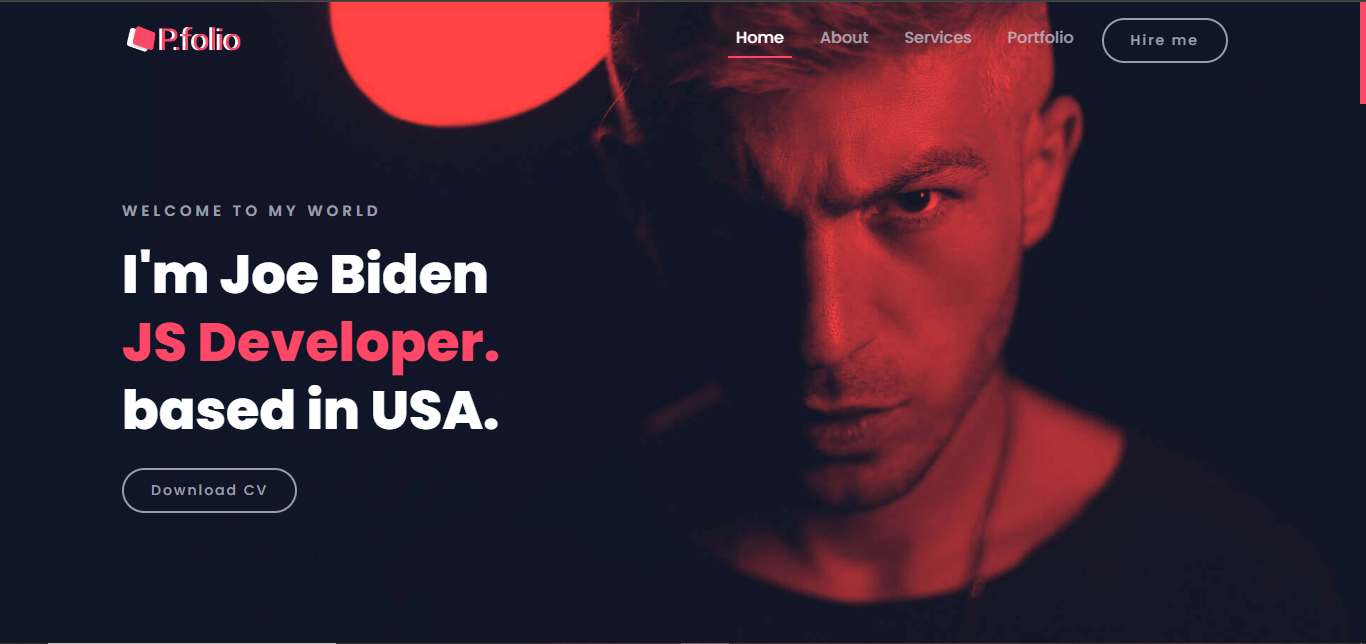 P.folio
Home About Services Portfolio Hire me
WELCOME TO MY WORLD
I'm Joe Biden
JS Developer.
based in USA.
Download CV